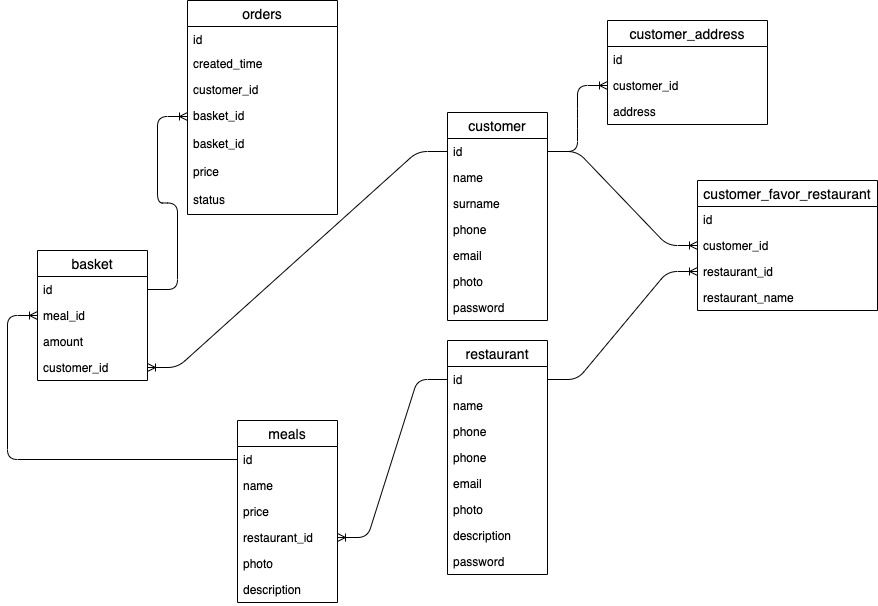 orders
id
created_time
customer_id
basket_id
basket_id
price
status
customer_address
id
customer_id
address
customer
id
name
surname
phone
email
photo
password
customer_favor_restaurant
id
customer_id
restaurant_id
restaurant_name
basket
id
meal_id
amount
customer_id
restaurant
id
name
phone
phone
email
photo
description
password
meals
id
name
price
restaurant_id
photo
description